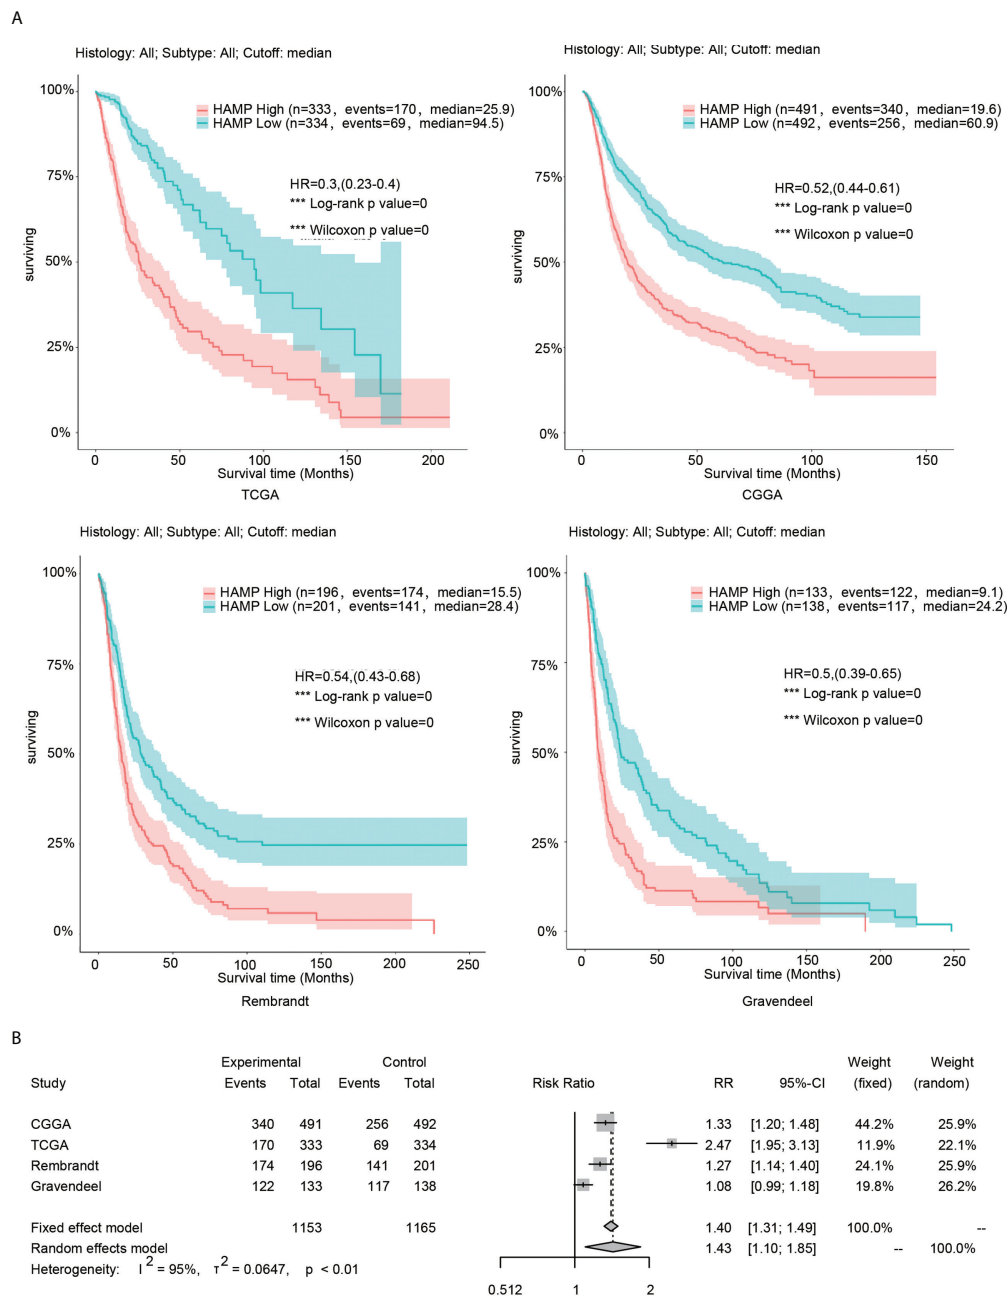 A
Histology: All; Subtype: All; Cutoff: median
100%
75%
50%
25%
0%
surviving
HAMP High (n=333, events=170, median=25.9)
HAMP Low (n=334, events=69, median=94.5)
HR=0.3,(0.23-0.4)
*** Log-rank p value=0
*** Wilcoxon p value=0
0 50 100 150 200
Survival time (Months)
TCGA
Histology: All; Subtype: All; Cutoff: median
100%
75%
50%
25%
0%
surviving
HAMP High (n=491, events=340, median=19.6)
HAMP Low (n=492, events=256, median=60.9)
HR=0.52,(0.44-0.61)
*** Log-rank p value=0
*** Wilcoxon p value=0
0 50 100 150
Survival time (Months)
CGGA
Histology: All; Subtype: All; Cutoff: median
100%
75%
50%
25%
0%
surviving
HAMP High (n=196, events=174, median=15.5)
HAMP Low (n=201, events=141, median=28.4)
HR=0.54,(0.43-0.68)
*** Log-rank p value=0
*** Wilcoxon p value=0
0 50 100 150 200 250
Survival time (Months)
Rembrandt
Histology: All; Subtype: All; Cutoff: median
100%
75%
50%
25%
0%
surviving
HAMP High (n=133, events=122, median=9.1)
HAMP Low (n=138, events=117, median=24.2)
HR=0.5,(0.39-0.65)
*** Log-rank p value=0
*** Wilcoxon p value=0
0 50 100 150 200 250
Survival time (Months)
Gravendeel
B
Experimental Control Weight Weight
Study Events Total Events Total Risk Ratio RR 95%-CI (fixed) (random)
CGGA 340 491 256 492 1.33 [1.20; 1.48] 44.2% 25.9%
TCGA 170 333 69 334 2.47 [1.95; 3.13] 11.9% 22.1%
Rembrandt 174 196 141 201 1.27 [1.14; 1.40] 24.1% 25.9%
Gravendeel 122 133 117 138 1.08 [0.99; 1.18] 19.8% 26.2%
Fixed effect model 1153 1165 1.40 [1.31; 1.49] 100.0% --
Random effects model 1.43 [1.10; 1.85] -- 100.0%
Heterogeneity: I² = 95%, τ² = 0.0647, p < 0.01
0.512 1 2